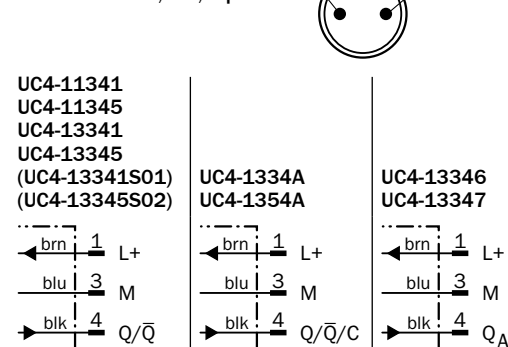 UC4-11341
UC4-11345
UC4-13341
UC4-13345
(UC4-13341S01)
(UC4-13345S02)
brn 1 L+
blu 3 M
blk 4 Q/Q̅
UC4-1334A
UC4-1354A
brn 1 L+
blu 3 M
blk 4 Q/Q̅/C
UC4-13346
UC4-13347
brn 1 L+
blu 3 M
blk 4 QA